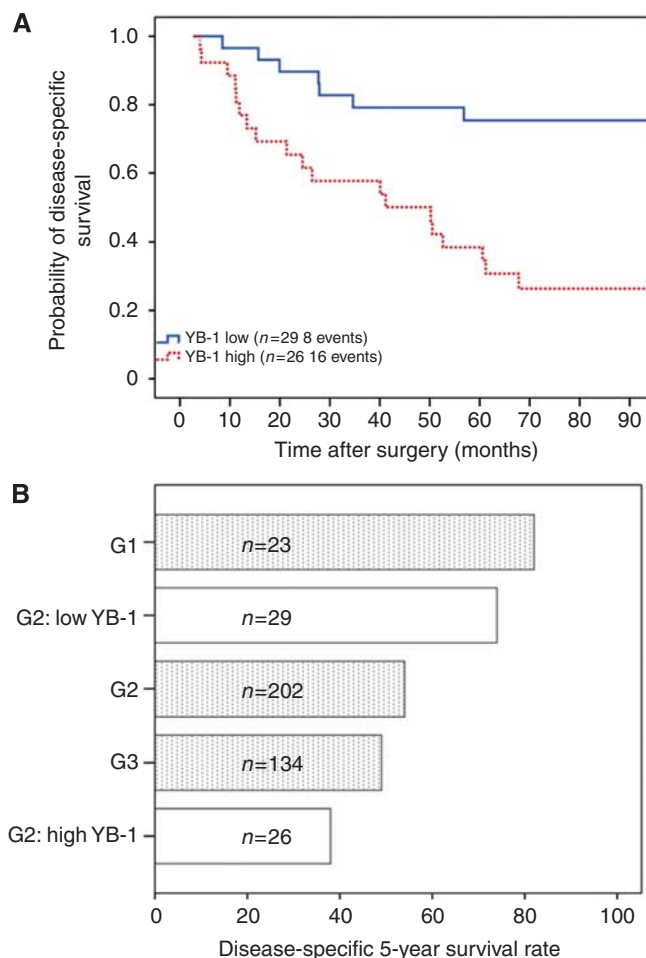 A
Probability of disease-specific
survival
1.0
0.8
0.6
0.4
0.2
0
YB-1 low (n=29 8 events)
YB-1 high (n=26 16 events)
0 10 20 30 40 50 60 70 80 90
Time after surgery (months)
B
G1
n=23
G2: low YB-1
n=29
G2
n=202
G3
n=134
G2: high YB-1
n=26
0 20 40 60 80 100
Disease-specific 5-year survival rate